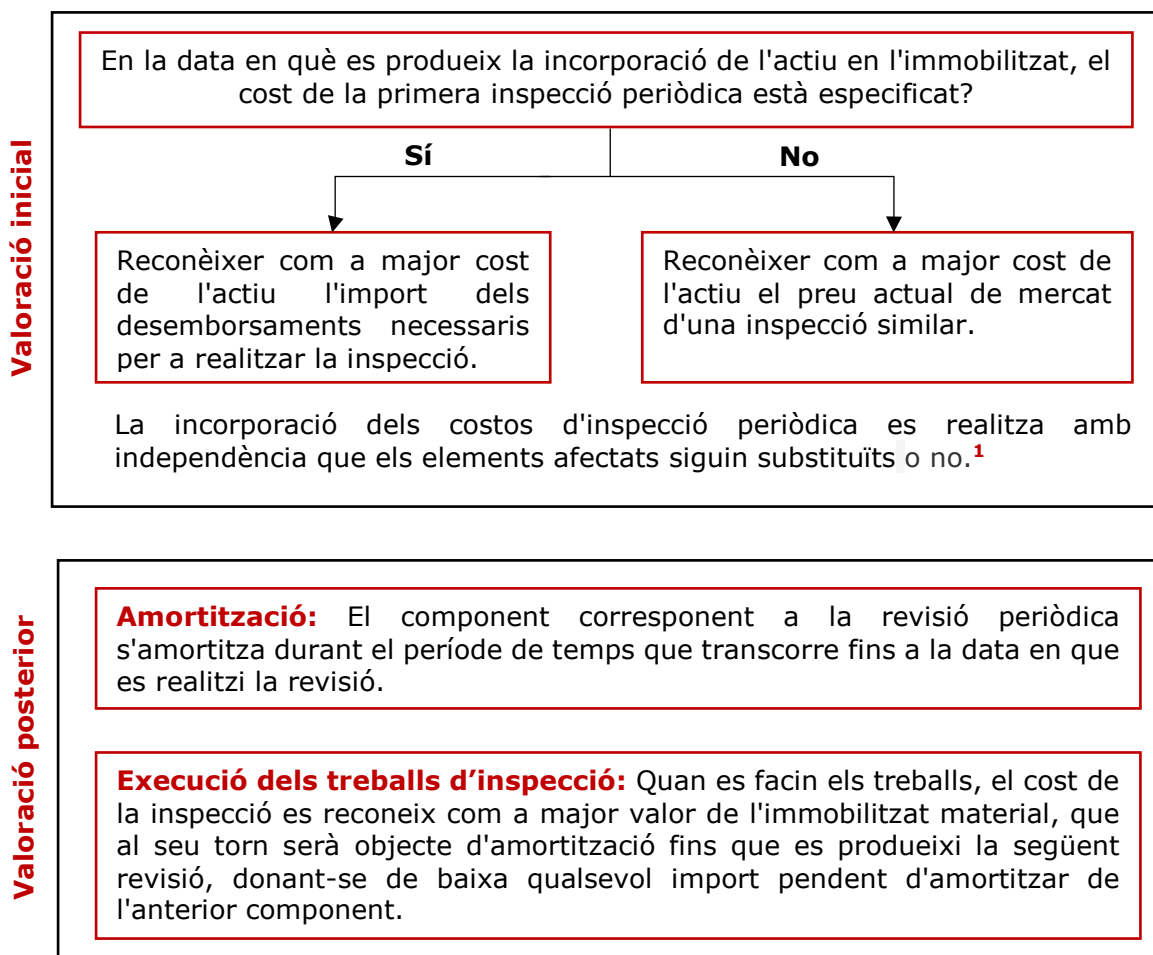 Valoració inicial
En la data en què es produeix la incorporació de l'actiu en l'immobilitzat, el
cost de la primera inspecció periòdica està especificat?
Sí
No
Reconèixer com a major cost
de l'actiu l'import dels
desemborsaments necessaris
per a realitzar la inspecció.
Reconèixer com a major cost de
l'actiu el preu actual de mercat
d'una inspecció similar.
La incorporació dels costos d'inspecció periòdica es realitza amb
independència que els elements afectats siguin substituïts o no.1
Valoració posterior
Amortització: El component corresponent a la revisió periòdica
s'amortitza durant el període de temps que transcorre fins a la data en que
es realitzi la revisió.
Execució dels treballs d’inspecció: Quan es facin els treballs, el cost de
la inspecció es reconeix com a major valor de l'immobilitzat material, que
al seu torn serà objecte d'amortització fins que es produeixi la següent
revisió, donant-se de baixa qualsevol import pendent d'amortitzar de
l'anterior component.